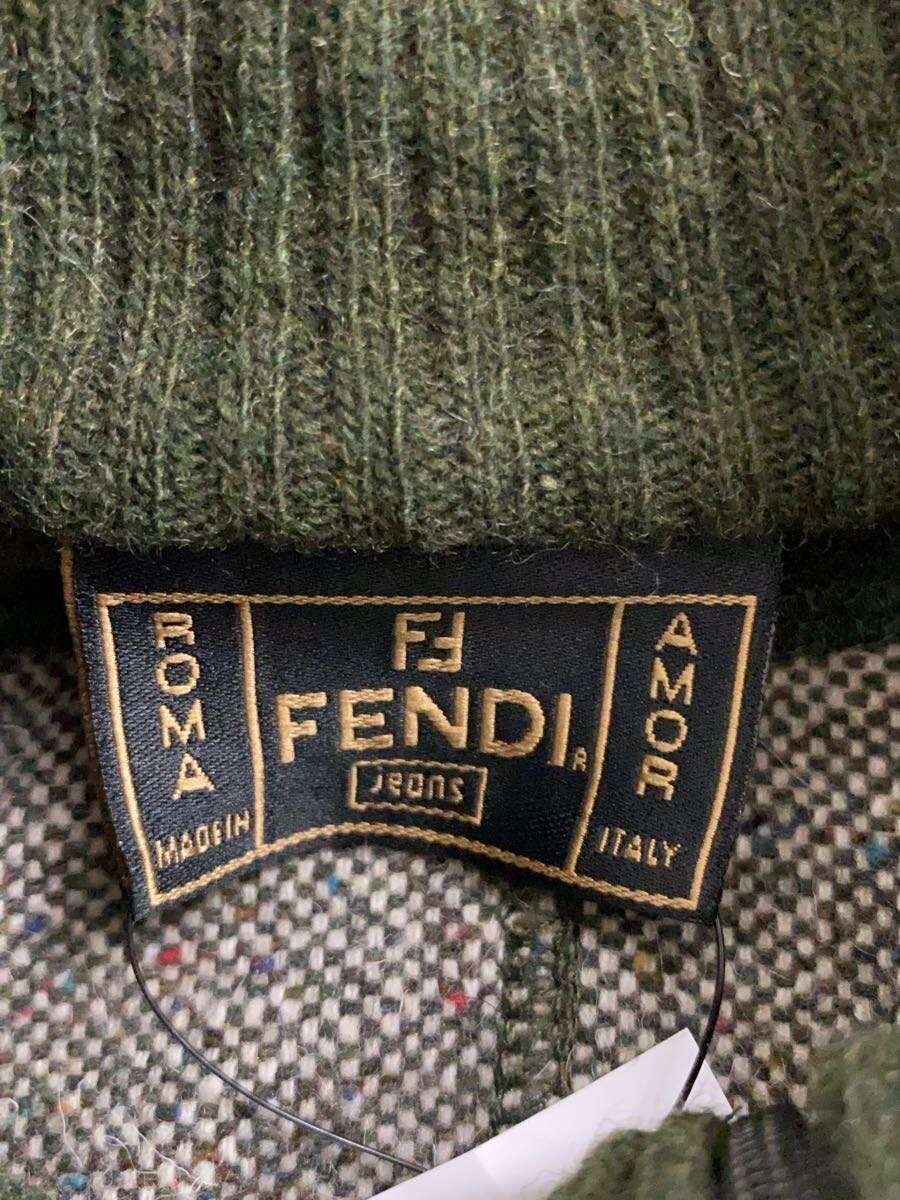 ROMA
MADE IN
FF
FENDI®
Jeans
AMOR
ITALY